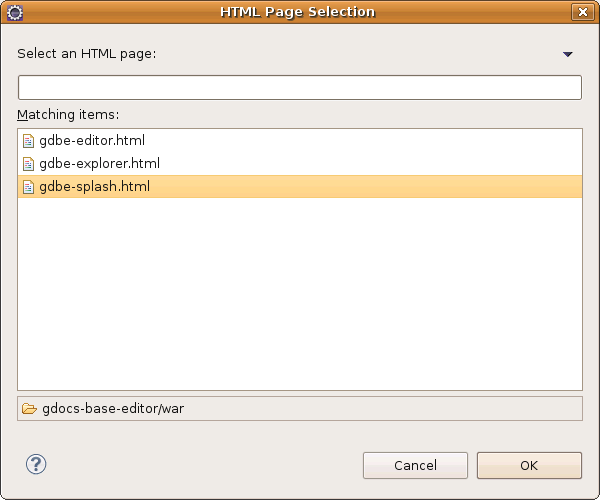 HTML Page Selection
Select an HTML page:
Matching items:
gdbe-editor.html
gdbe-explorer.html
gdbe-splash.html
gdocs-base-editor/war
?
Cancel
OK